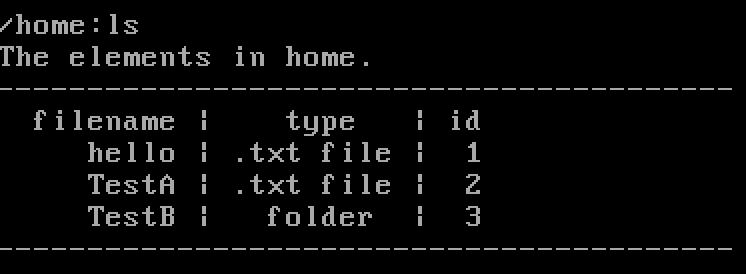 /home:ls
The elements in home.
-------------------------------------------
filename ¦ type ¦ id
hello ¦ .txt file ¦ 1
TestA ¦ .txt file ¦ 2
TestB ¦ folder ¦ 3
-------------------------------------------